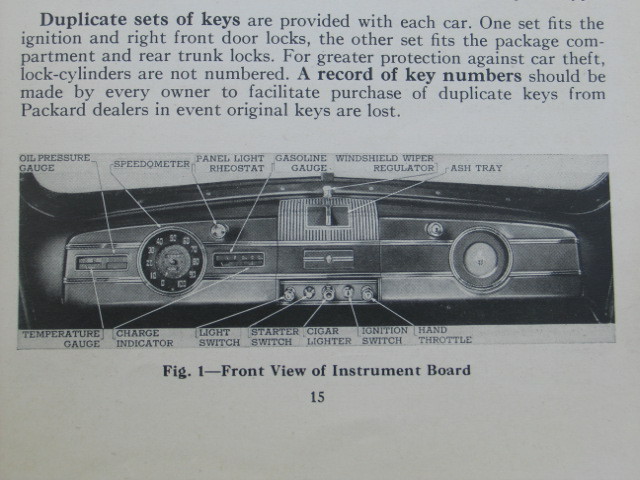 Duplicate sets of keys are provided with each car. One set fits the
ignition and right front door locks, the other set fits the package com-
partment and rear trunk locks. For greater protection against car theft,
lock-cylinders are not numbered. A record of key numbers should be
made by every owner to facilitate purchase of duplicate keys from
Packard dealers in event original keys are lost.
OIL PRESSURE
GAUGE
SPEEDOMETER
PANEL LIGHT
RHEOSTAT
GASOLINE
GAUGE
WINDSHIELD WIPER
REGULATOR
ASH TRAY
TEMPERATURE
GAUGE
CHARGE
INDICATOR
LIGHT
SWITCH
STARTER
SWITCH
CIGAR
LIGHTER
IGNITION
SWITCH
HAND
THROTTLE
Fig. 1—Front View of Instrument Board
15